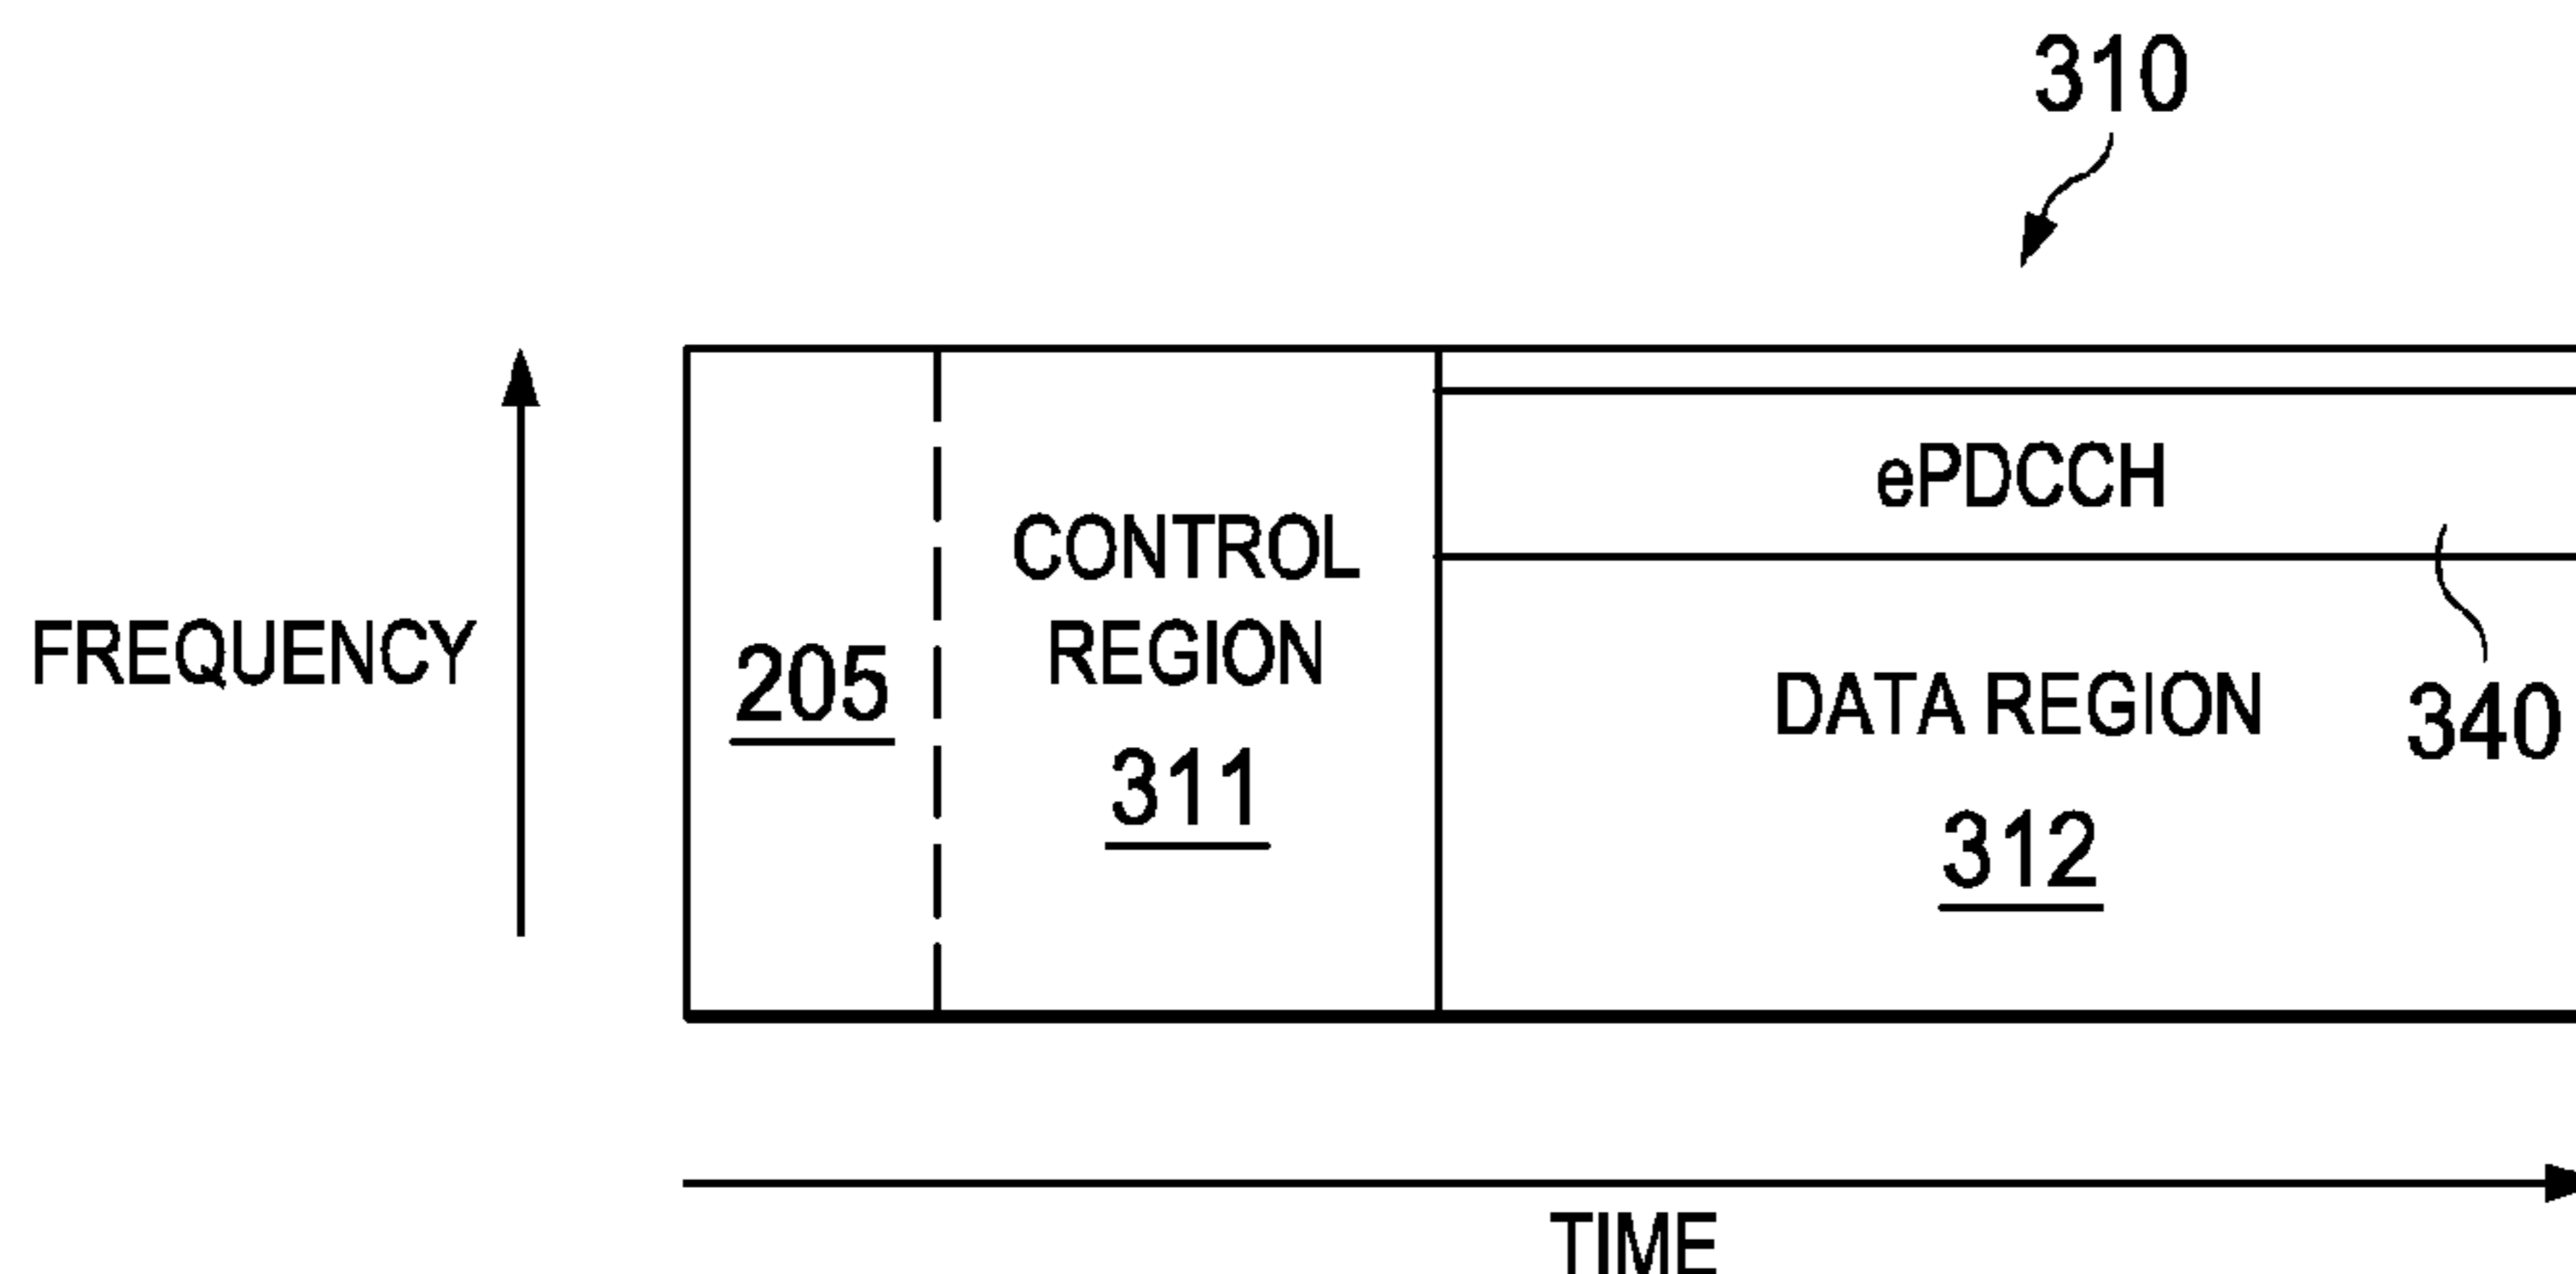 310
ePDCCH
CONTROL
REGION
311
FREQUENCY
205
DATA REGION
312
340
TIME